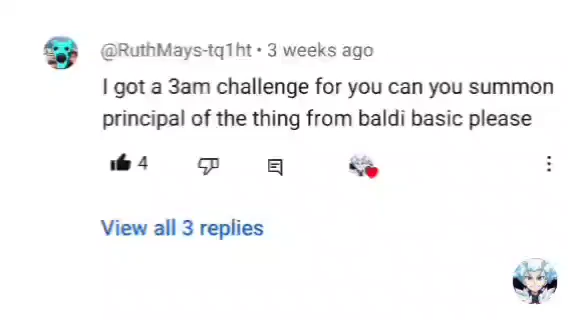 @RuthMays-tq1ht • 3 weeks ago
I got a 3am challenge for you can you summon
principal of the thing from baldi basic please
4
View all 3 replies